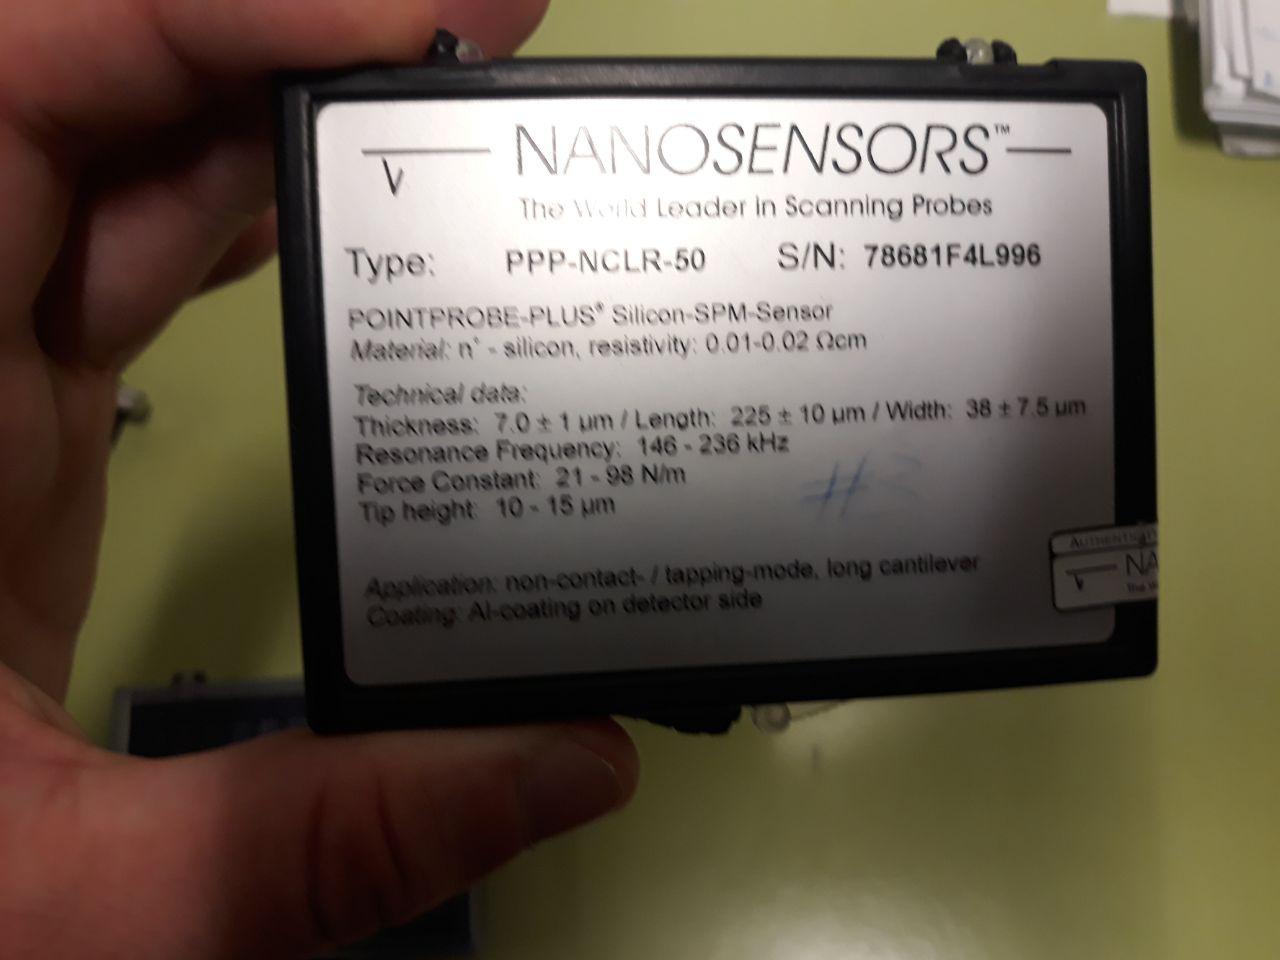 NANOSENSORS™
The World Leader in Scanning Probes
Type: PPP-NCLR-50 S/N: 78681F4L996
POINTPROBE-PLUS® Silicon-SPM-Sensor
Material: n⁺ - silicon, resistivity: 0.01-0.02 Ωcm
Technical data:
Thickness: 7.0 ± 1 µm / Length: 225 ± 10 µm / Width: 38 ± 7.5 µm
Resonance Frequency: 146 - 236 kHz
Force Constant: 21 - 98 N/m
Tip height: 10 - 15 µm
Application: non-contact- / tapping-mode, long cantilever
Coating: Al-coating on detector side
NA